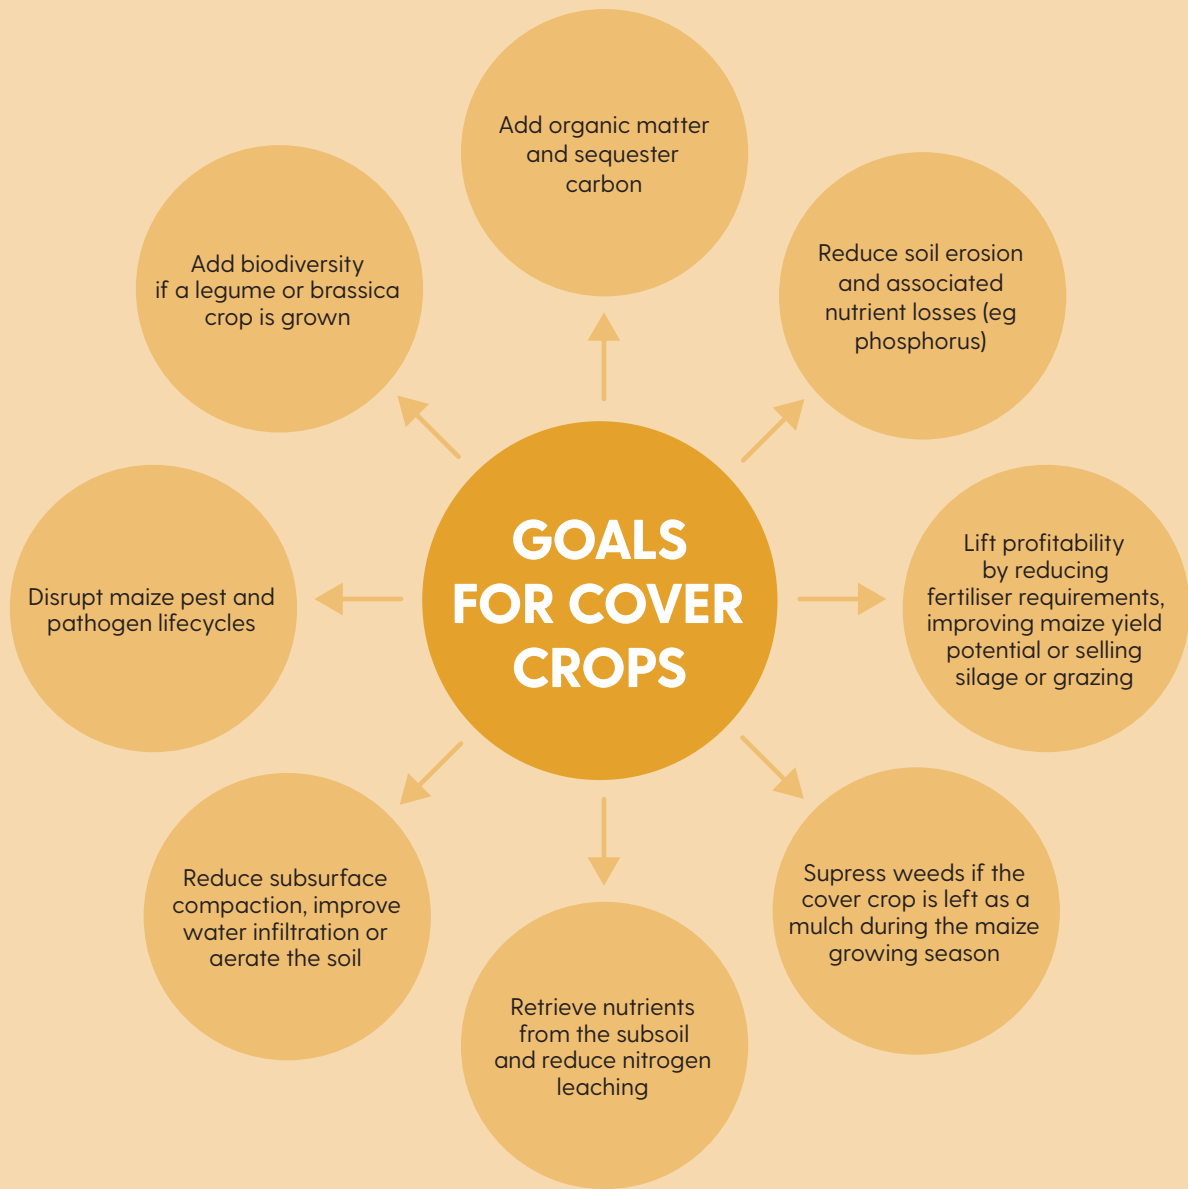 Add organic matter
and sequester
carbon
Add biodiversity
if a legume or brassica
crop is grown
Reduce soil erosion
and associated
nutrient losses (eg
phosphorus)
GOALS
FOR COVER
CROPS
Disrupt maize pest and
pathogen lifecycles
Lift profitability
by reducing
fertiliser requirements,
improving maize yield
potential or selling
silage or grazing
Reduce subsurface
compaction, improve
water infiltration or
aerate the soil
Supress weeds if the
cover crop is left as a
mulch during the maize
growing season
Retrieve nutrients
from the subsoil
and reduce nitrogen
leaching